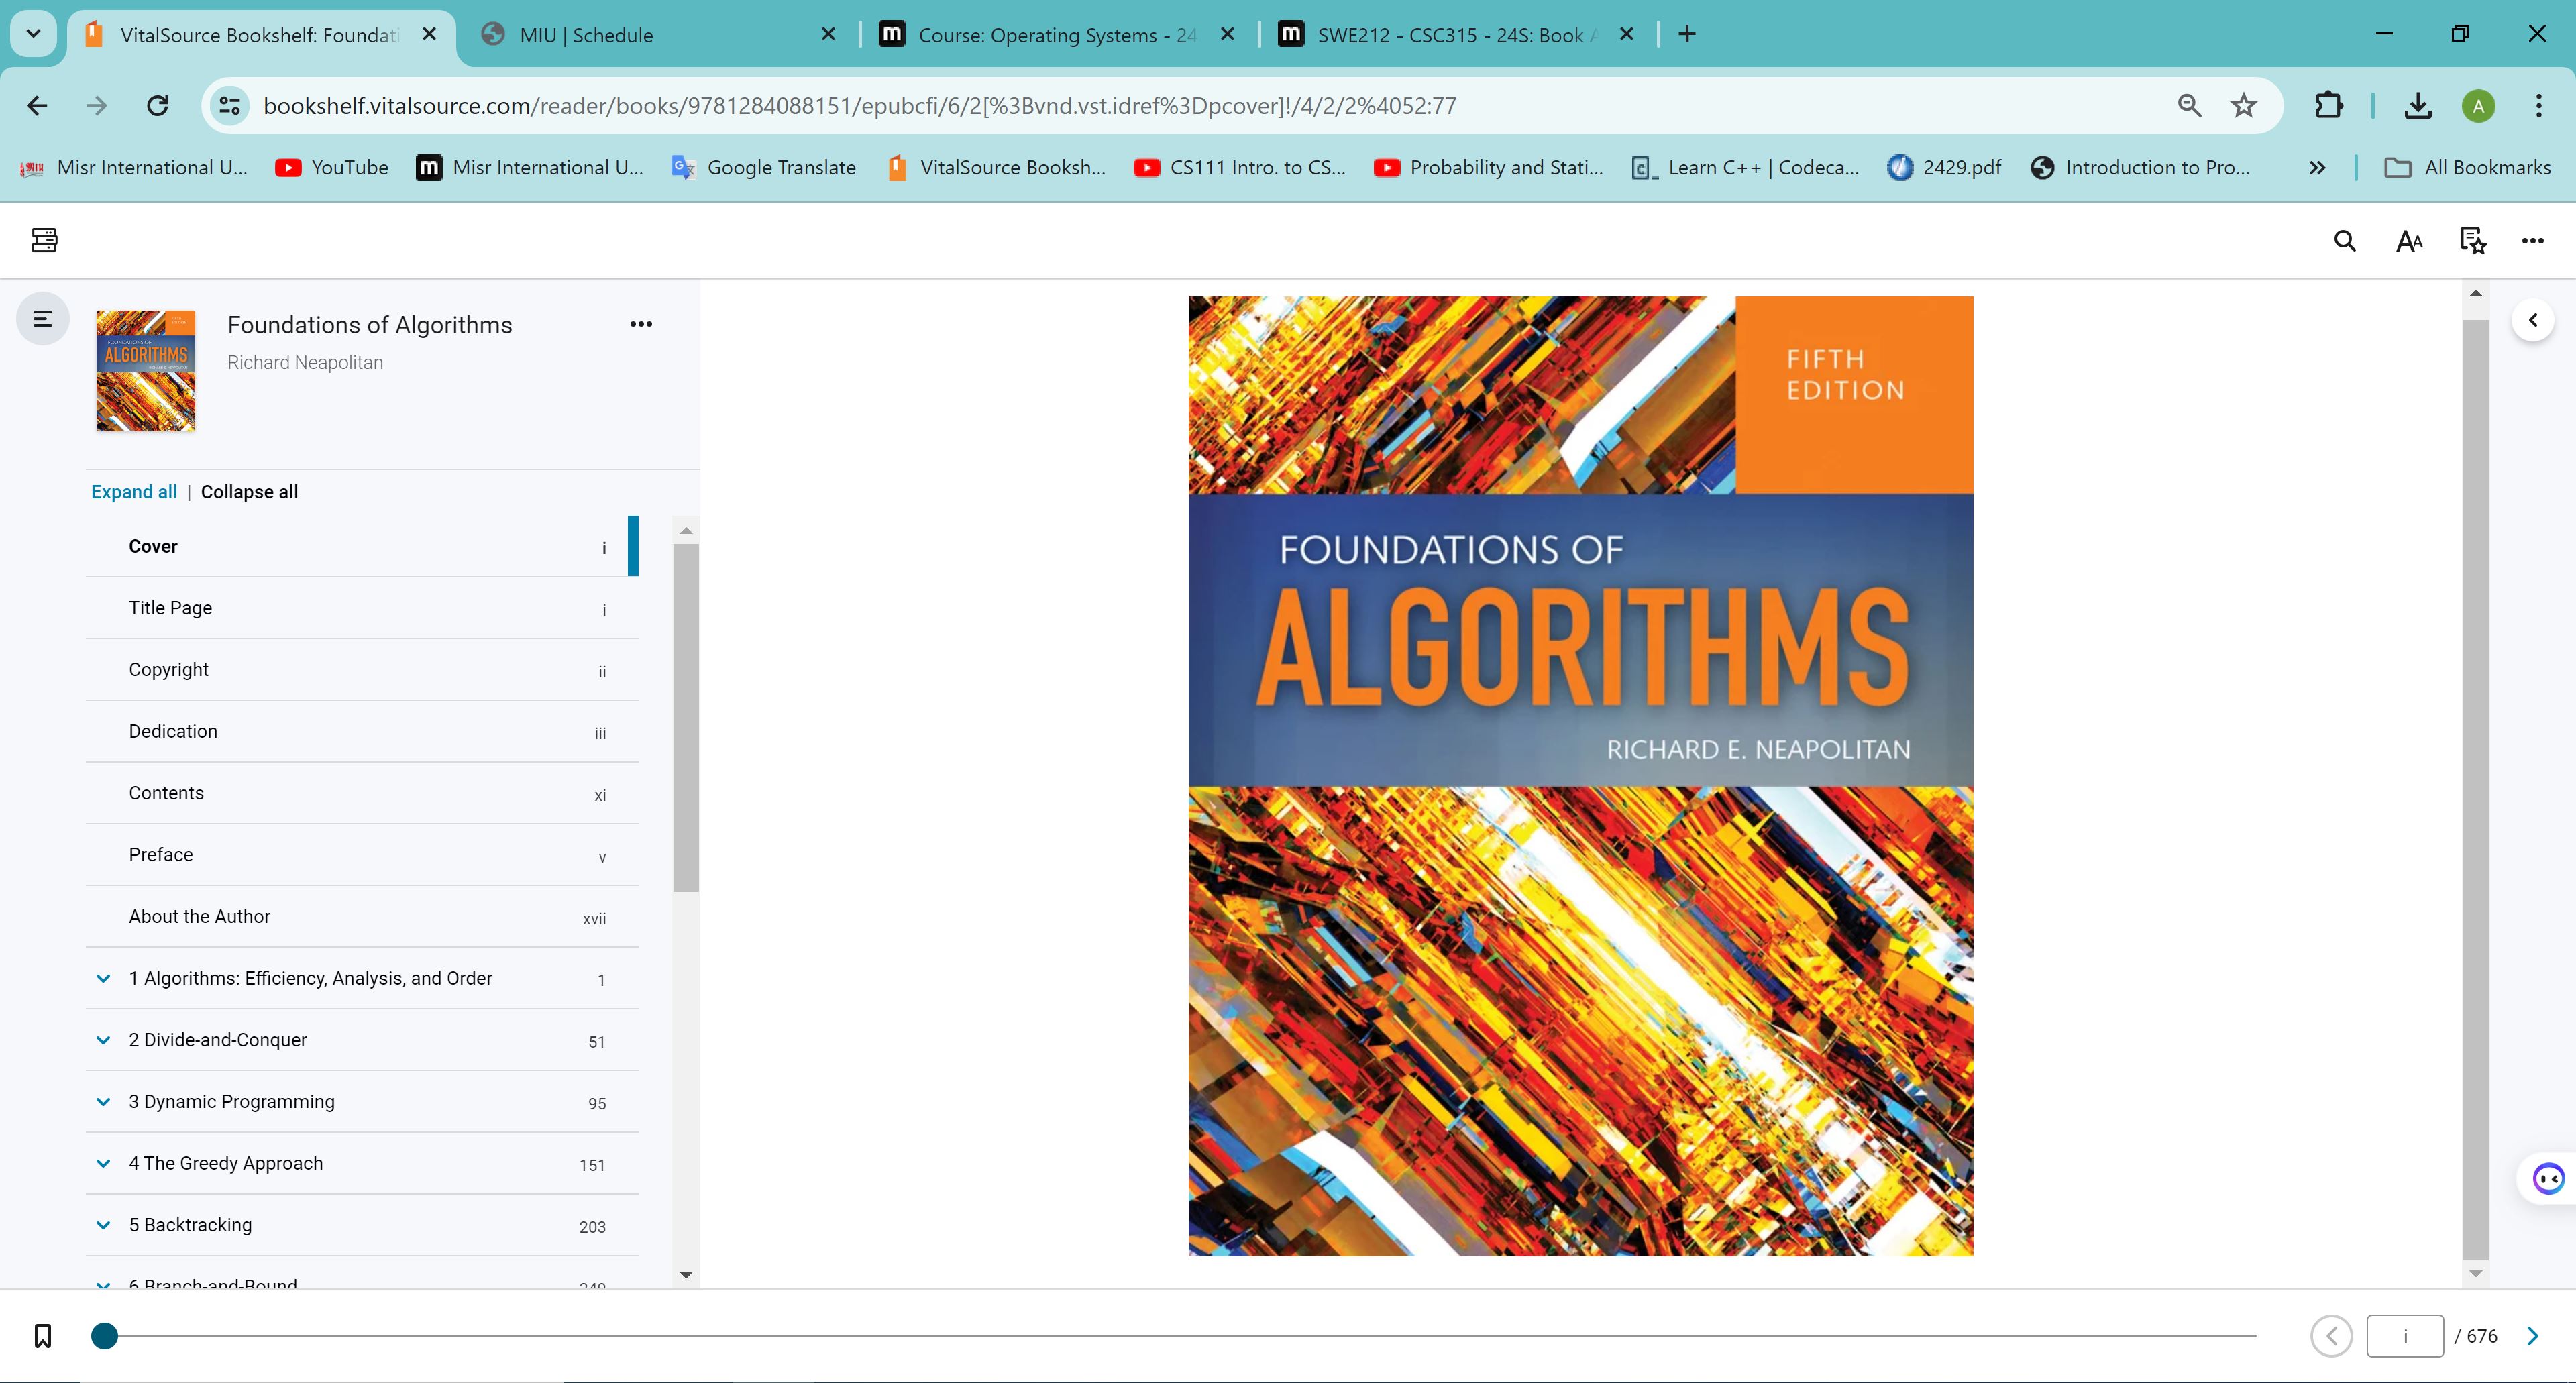 VitalSource Bookshelf: Foundati
MIU | Schedule
Course: Operating Systems - 24
SWE212 - CSC315 - 24S: Book A
bookshelf.vitalsource.com/reader/books/9781284088151/epubcfi/6/2[%3Bvnd.vst.idref%3Dpcover]!/4/2/2%4052:77
A
Misr International U...
YouTube
Misr International U...
Google Translate
VitalSource Booksh...
CS111 Intro. to CS...
Probability and Stati...
Learn C++ | Codeca...
2429.pdf
Introduction to Pro...
All Bookmarks
Foundations of Algorithms
Richard Neapolitan
Expand all | Collapse all
Cover i
Title Page i
Copyright ii
Dedication iii
Contents xi
Preface v
About the Author xvii
1 Algorithms: Efficiency, Analysis, and Order 1
2 Divide-and-Conquer 51
3 Dynamic Programming 95
4 The Greedy Approach 151
5 Backtracking 203
6 Branch-and-Bound 249
FIFTH
EDITION
FOUNDATIONS OF
ALGORITHMS
RICHARD E. NEAPOLITAN
i / 676